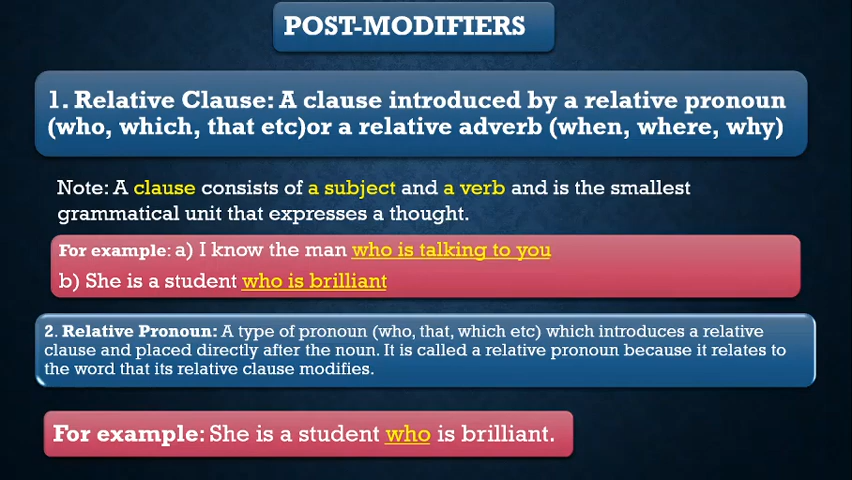 POST-MODIFIERS
1. Relative Clause: A clause introduced by a relative pronoun
(who, which, that etc)or a relative adverb (when, where, why)
Note: A clause consists of a subject and a verb and is the smallest
grammatical unit that expresses a thought.
For example: a) I know the man who is talking to you
b) She is a student who is brilliant
2. Relative Pronoun: A type of pronoun (who, that, which etc) which introduces a relative
clause and placed directly after the noun. It is called a relative pronoun because it relates to
the word that its relative clause modifies.
For example: She is a student who is brilliant.